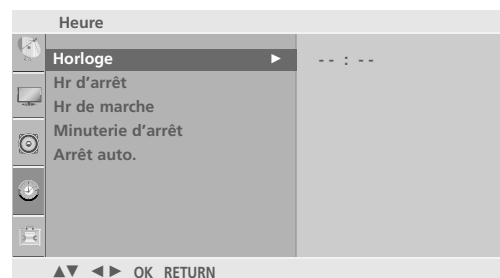 Heure
Horloge ► -- : --
Hr d'arrêt
Hr de marche
Minuterie d'arrêt
Arrêt auto.
▲▼ ◄► OK RETURN